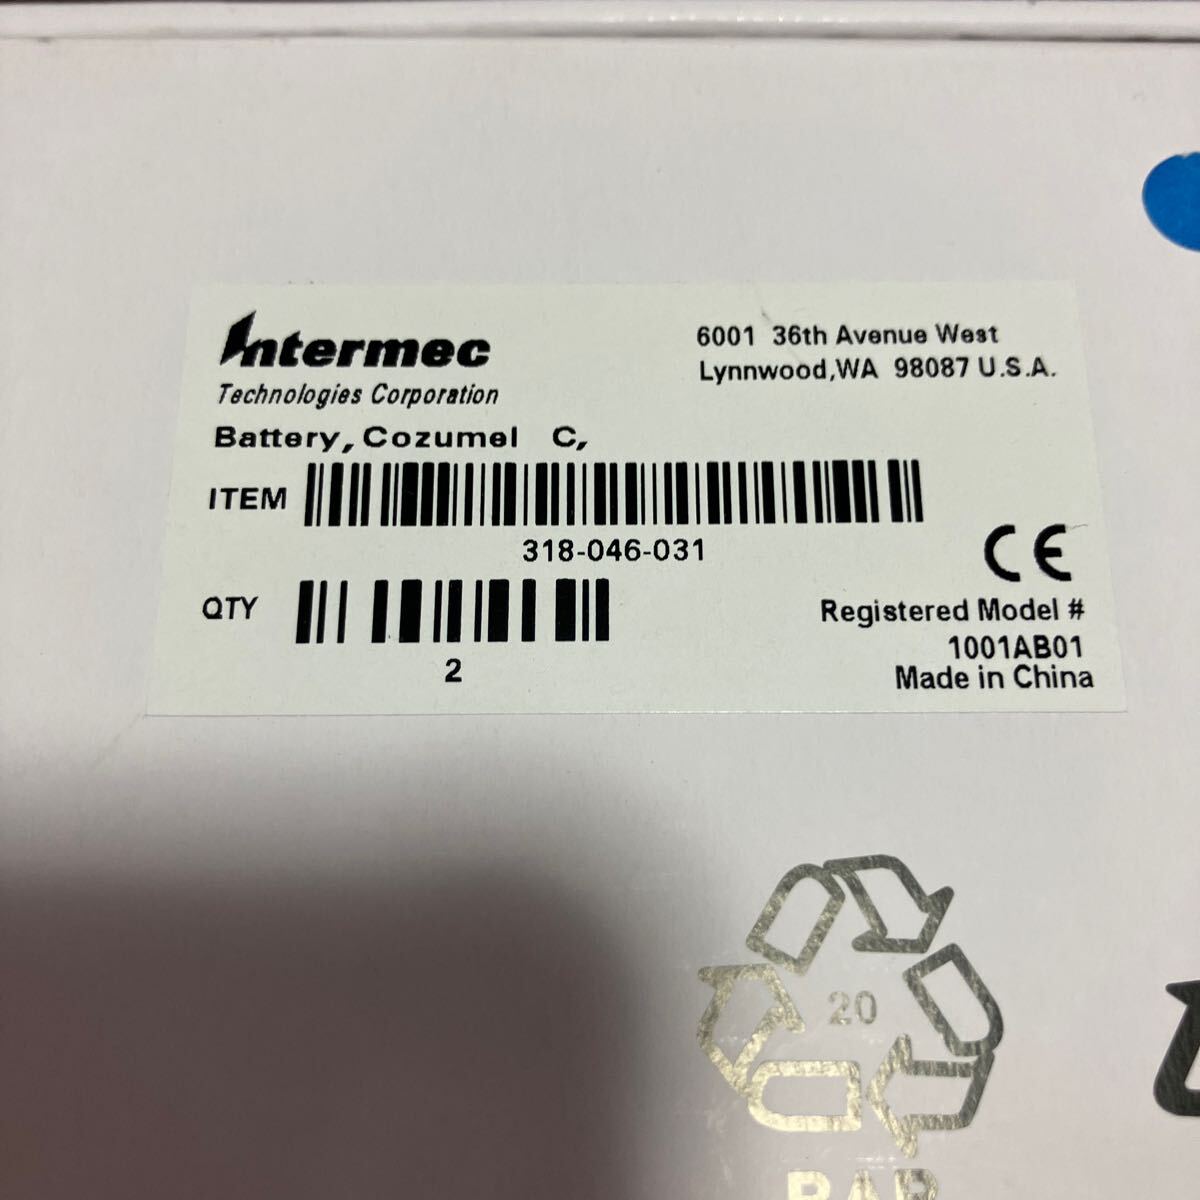 Intermec
Technologies Corporation
6001 36th Avenue West
Lynnwood,WA 98087 U.S.A.
Battery, Cozumel C,
ITEM
318-046-031
QTY
2
CE
Registered Model #
1001AB01
Made in China
20
PAP